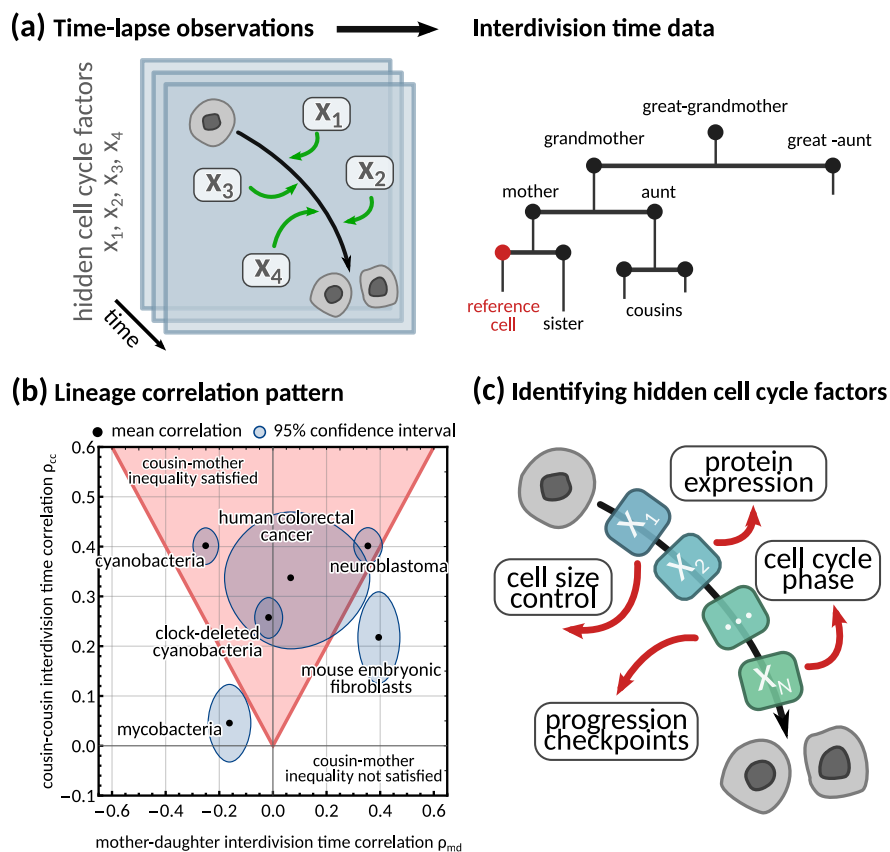 (a) Time-lapse observations
Interdivision time data
hidden cell cycle factors
x1, x2, x3, x4
time
X1
X2
X3
X4
great-grandmother
grandmother
great -aunt
mother
aunt
reference
cell
sister
cousins
(b) Lineage correlation pattern
mean correlation
95% confidence interval
cousin-cousin interdivision time correlation ρcc
0.6
0.5
0.4
0.3
0.2
0.1
0.0
−0.1
cousin-mother
inequality satisfied
human colorectal
cancer
cyanobacteria
neuroblastoma
clock-deleted
cyanobacteria
mouse embryonic
fibroblasts
mycobacteria
cousin-mother
inequality not satisfied
−0.6
−0.4
−0.2
0.0
0.2
0.4
0.6
mother-daughter interdivision time correlation ρmd
(c) Identifying hidden cell cycle factors
protein
expression
X1
X2
...
XN
cell size
control
cell cycle
phase
progression
checkpoints